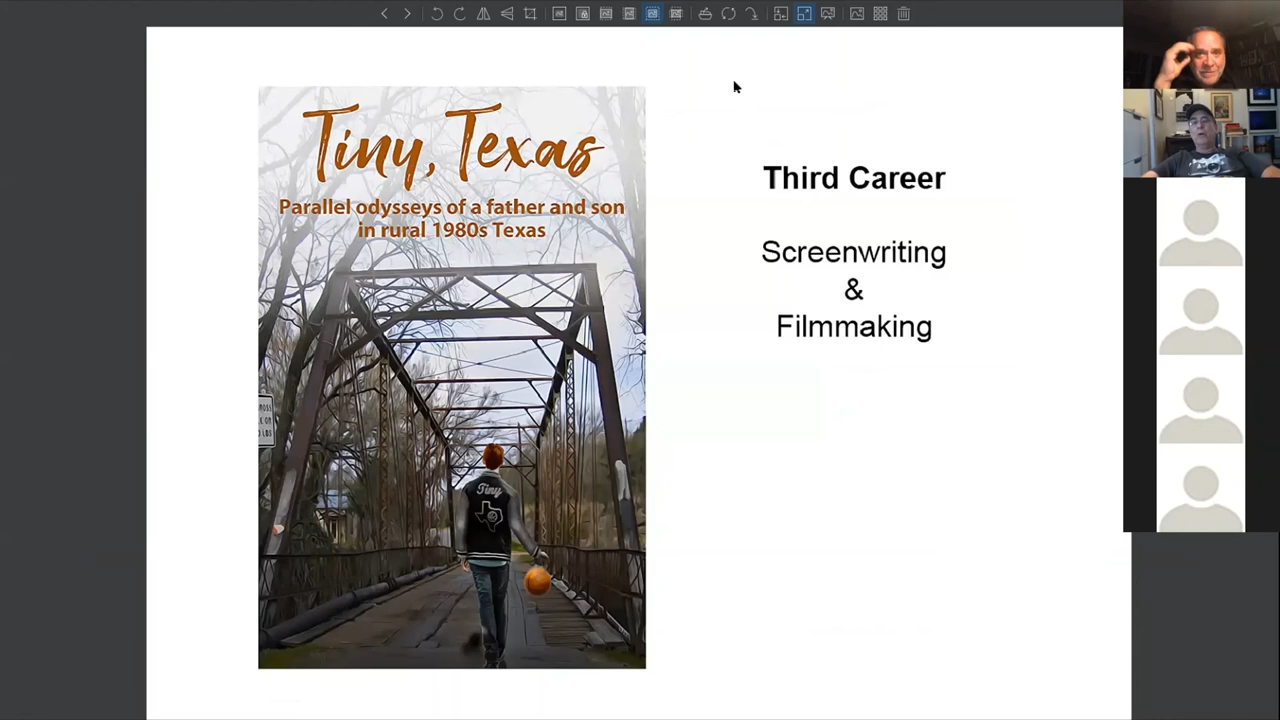 Tiny, Texas
Parallel odysseys of a father and son
in rural 1980s Texas
Tiny
Third Career
Screenwriting
&
Filmmaking